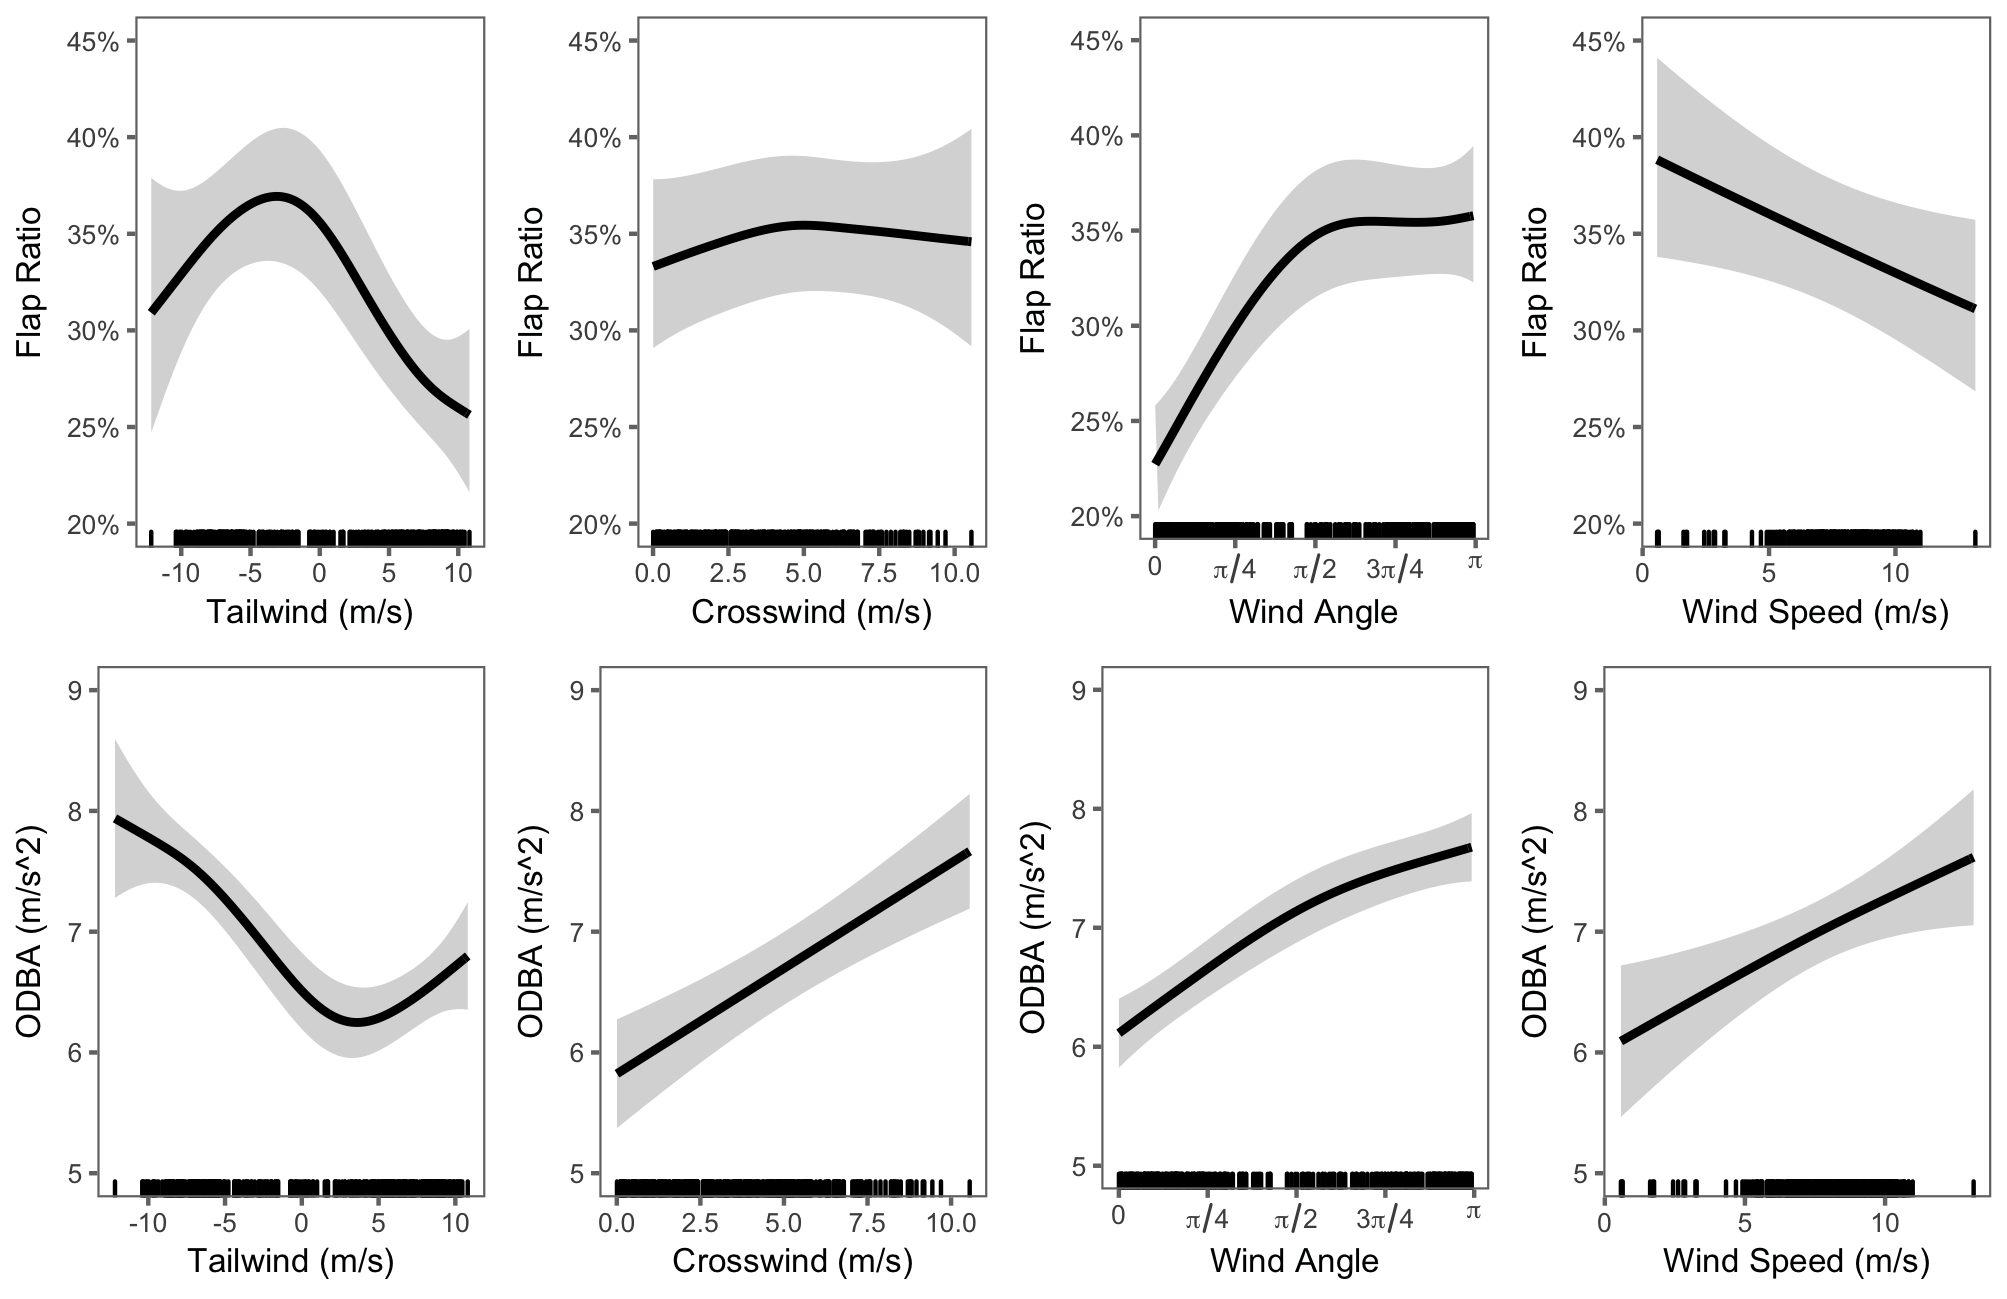 45%
40%
35%
30%
25%
20%
Flap Ratio
-10 -5 0 5 10
Tailwind (m/s)
45%
40%
35%
30%
25%
20%
Flap Ratio
0.0 2.5 5.0 7.5 10.0
Crosswind (m/s)
45%
40%
35%
30%
25%
20%
Flap Ratio
0 π/4 π/2 3π/4 π
Wind Angle
45%
40%
35%
30%
25%
20%
Flap Ratio
0 5 10
Wind Speed (m/s)
9
8
7
6
5
ODBA (m/s^2)
-10 -5 0 5 10
Tailwind (m/s)
9
8
7
6
5
ODBA (m/s^2)
0.0 2.5 5.0 7.5 10.0
Crosswind (m/s)
9
8
7
6
5
ODBA (m/s^2)
0 π/4 π/2 3π/4 π
Wind Angle
9
8
7
6
5
ODBA (m/s^2)
0 5 10
Wind Speed (m/s)